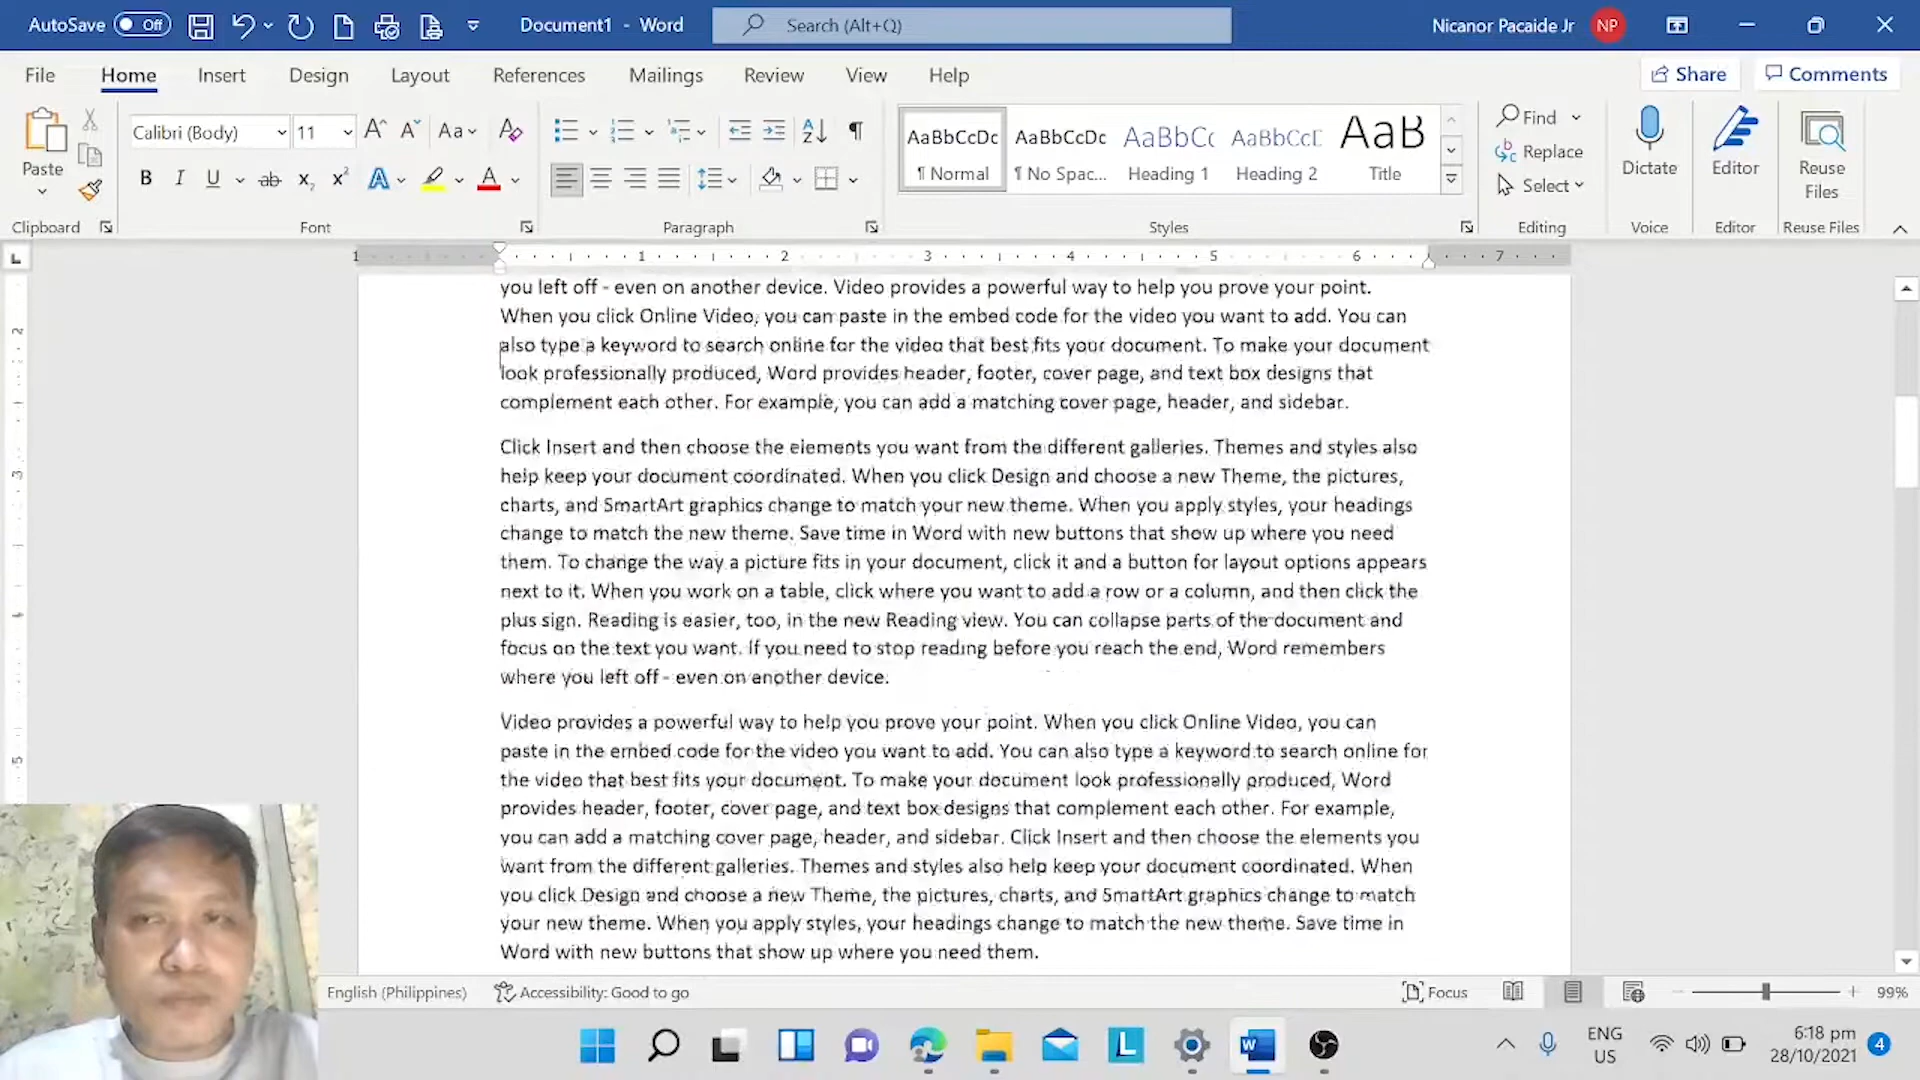 AutoSave Off Document1 - Word Search (Alt+Q) Nicanor Pacaide Jr NP
File Home Insert Design Layout References Mailings Review View Help Share Comments
Paste
Clipboard
Calibri (Body) 11 Aa
B I U ab x₂ x² A A
Font
Paragraph
AaBbCcDc AaBbCcDc AaBbCc AaBbCcE AaB
¶ Normal ¶ No Spac... Heading 1 Heading 2 Title
Styles
Find
Replace
Select
Editing
Dictate
Voice
Editor
Editor
Reuse
Files
Reuse Files
1 1 2 3 4 5 6 7
2
3
4
5
you left off - even on another device. Video provides a powerful way to help you prove your point.
When you click Online Video, you can paste in the embed code for the video you want to add. You can
also type a keyword to search online for the video that best fits your document. To make your document
look professionally produced, Word provides header, footer, cover page, and text box designs that
complement each other. For example, you can add a matching cover page, header, and sidebar.
Click Insert and then choose the elements you want from the different galleries. Themes and styles also
help keep your document coordinated. When you click Design and choose a new Theme, the pictures,
charts, and SmartArt graphics change to match your new theme. When you apply styles, your headings
change to match the new theme. Save time in Word with new buttons that show up where you need
them. To change the way a picture fits in your document, click it and a button for layout options appears
next to it. When you work on a table, click where you want to add a row or a column, and then click the
plus sign. Reading is easier, too, in the new Reading view. You can collapse parts of the document and
focus on the text you want. If you need to stop reading before you reach the end, Word remembers
where you left off - even on another device.
Video provides a powerful way to help you prove your point. When you click Online Video, you can
paste in the embed code for the video you want to add. You can also type a keyword to search online for
the video that best fits your document. To make your document look professionally produced, Word
provides header, footer, cover page, and text box designs that complement each other. For example,
you can add a matching cover page, header, and sidebar. Click Insert and then choose the elements you
want from the different galleries. Themes and styles also help keep your document coordinated. When
you click Design and choose a new Theme, the pictures, charts, and SmartArt graphics change to match
your new theme. When you apply styles, your headings change to match the new theme. Save time in
Word with new buttons that show up where you need them.
English (Philippines) Accessibility: Good to go Focus 99%
ENG
US
6:18 pm
28/10/2021
4